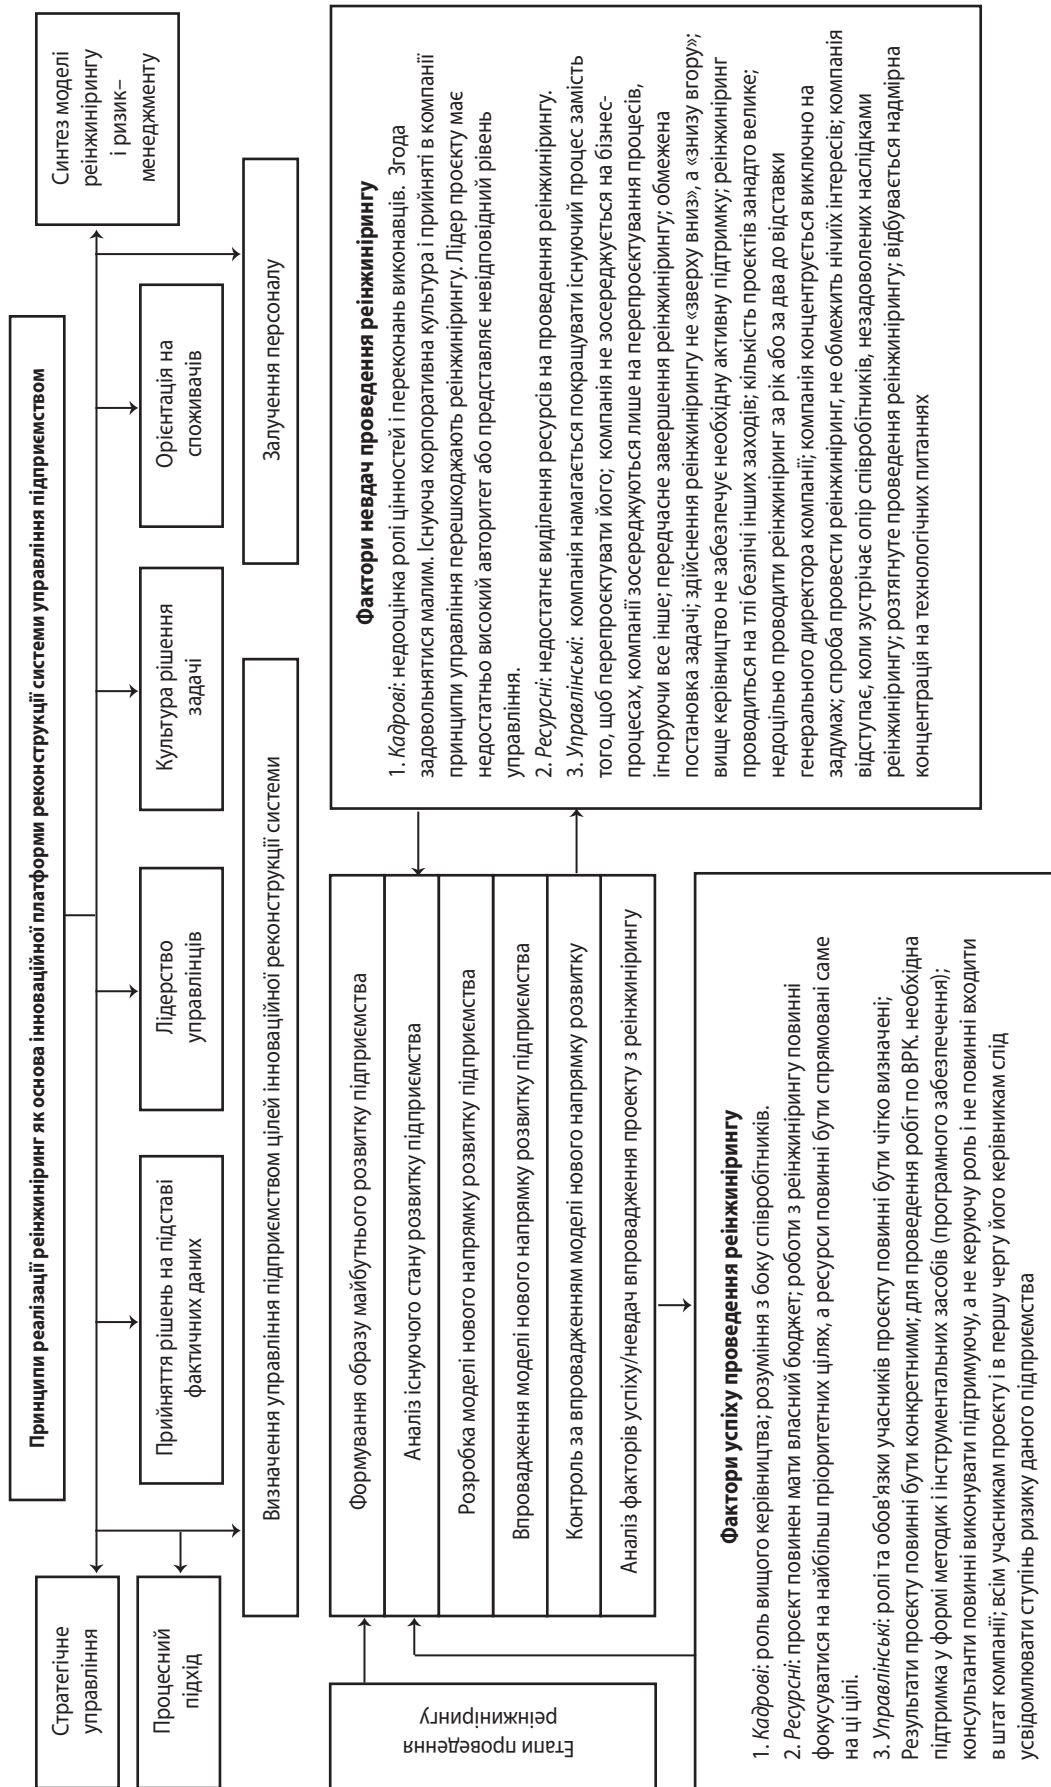 Принципи реалізації реінжиніринг як основа інноваційної платформи реконструкції системи управління підприємством
Стратегічне
управління
Синтез моделі
реінжинірингу
і ризик–
менеджменту
Процесний
підхід
Прийняття рішень на підставі
фактичних даних
Лідерство
управлінців
Культура рішення
задачі
Орієнтація на
споживачів
Визначення управління підприємством цілей інноваційної реконструкції системи
Залучення персоналу
Етапи проведення
реінжинірингу
Формування образу майбутнього розвитку підприємства
Аналіз існуючого стану розвитку підприємства
Розробка моделі нового напрямку розвитку підприємства
Впровадження моделі нового напрямку розвитку підприємства
Контроль за впровадженням моделі нового напрямку розвитку
Аналіз факторів успіху/невдач впровадження проекту з реінжинірингу
Фактори невдач проведення реінжинірингу
1. Кадрові: недооцінка ролі цінностей і переконань виконавців. Згода
задовольнятися малим. Існуюча корпоративна культура і прийняті в компанії
принципи управління перешкоджають реінжинірингу. Лідер проєкту має
недостатньо високий авторитет або представляє невідповідний рівень
управління.
2. Ресурсні: недостатнє виділення ресурсів на проведення реінжинірингу.
3. Управлінські: компанія намагається покращувати існуючий процес замість
того, щоб перепроєктувати його; компанія не зосереджується на бізнес-
процесах, компанії зосереджуються лише на перепроєктування процесів,
ігноруючи все інше; передчасне завершення реінжинірингу; обмежена
постановка задачі; здійснення реінжинірингу не «зверху вниз», а «знизу вгору»;
вище керівництво не забезпечує необхідну активну підтримку; реінжиніринг
проводиться на тлі безлічі інших заходів; кількість проєктів занадто велике;
недоцільно проводити реінжиніринг за рік або за два до відставки
генерального директора компанії; компанія концентрується виключно на
задумах; спроба провести реінжиніринг, не обмежить нічиїх інтересів; компанія
відступає, коли зустрічає опір співробітників, незадоволених наслідками
реінжинірингу; розтягнуте проведення реінжинірингу; відбувається надмірна
концентрація на технологічних питаннях
Фактори успіху проведення реінжинірингу
1. Кадрові: роль вищого керівництва; розуміння з боку співробітників.
2. Ресурсні: проєкт повинен мати власний бюджет; роботи з реінжинірингу повинні
фокусуватися на найбільш пріоритетних цілях, а ресурси повинні бути спрямовані саме
на ці цілі.
3. Управлінські: ролі та обов'язки учасників проєкту повинні бути чітко визначені;
Результати проєкту повинні бути конкретними; для проведення робіт по ВРК. необхідна
підтримка у формі методик і інструментальних засобів (програмного забезпечення);
консультанти повинні виконувати підтримуючу, а не керуючу роль і не повинні входити
в штат компанії; всім учасникам проєкту і в першу чергу його керівникам слід
усвідомлювати ступінь ризику даного підприємства